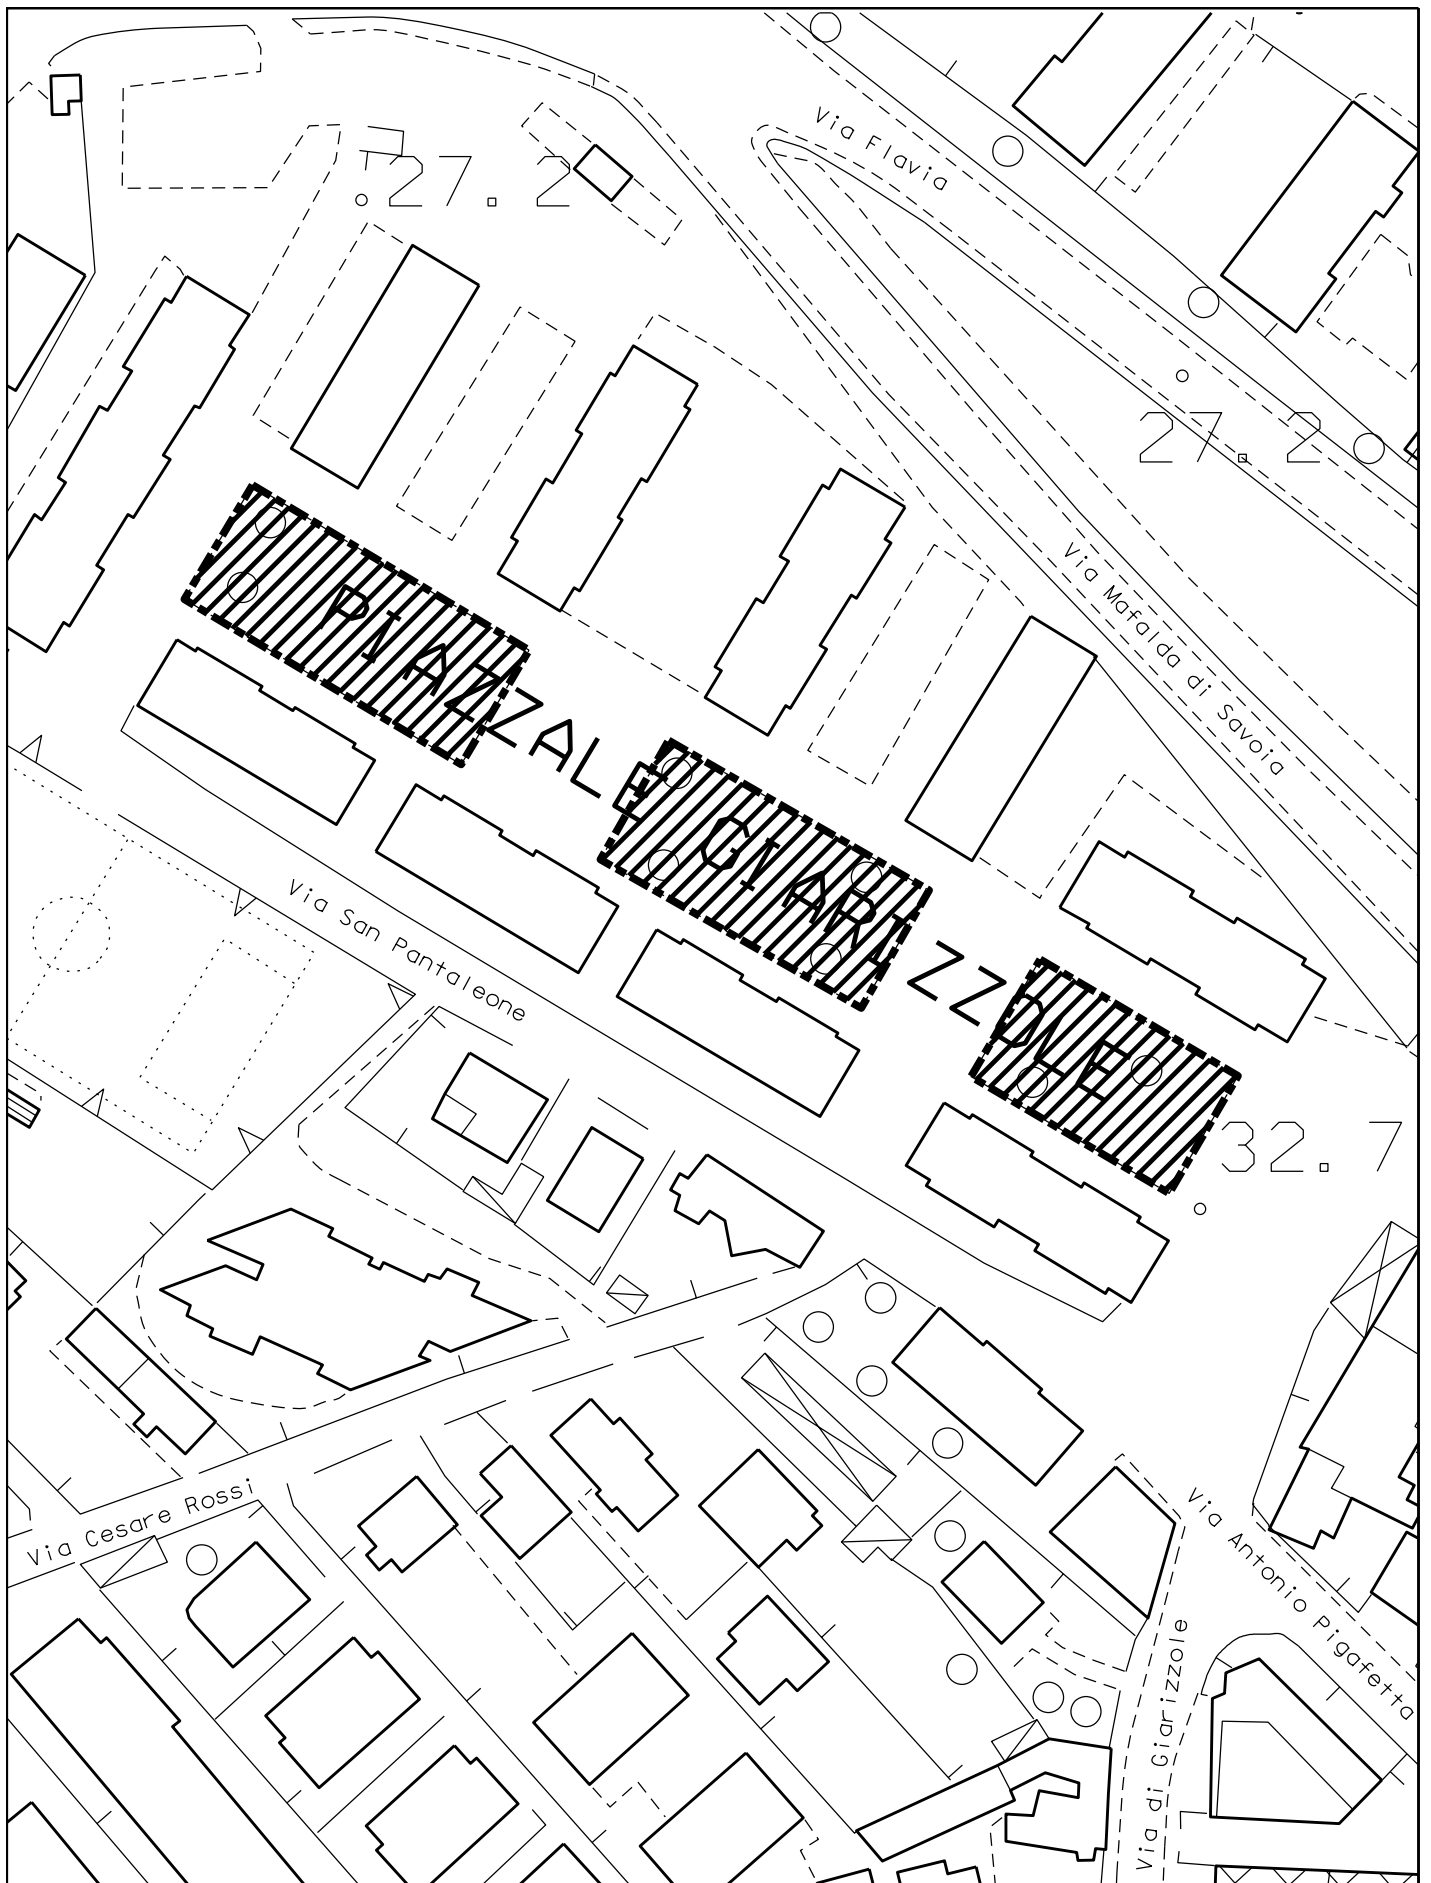 Via Flavia
27.2
27.2
Via Mafalda di Savoia
PIAZZALE GIARIZZOLE
Via San Pantaleone
32.7
Via Cesare Rossi
Via Antonio Pigafetta
Via di Giarizzole